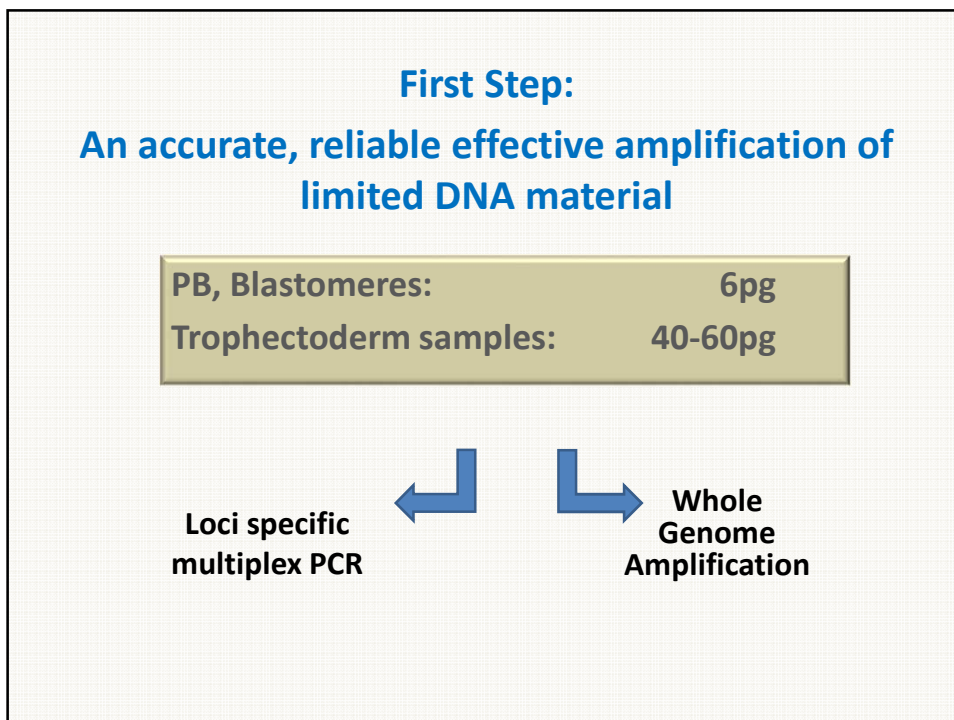 First Step:
An accurate, reliable effective amplification of
limited DNA material
PB, Blastomeres: 6pg
Trophectoderm samples: 40-60pg
Loci specific
multiplex PCR
Whole
Genome
Amplification